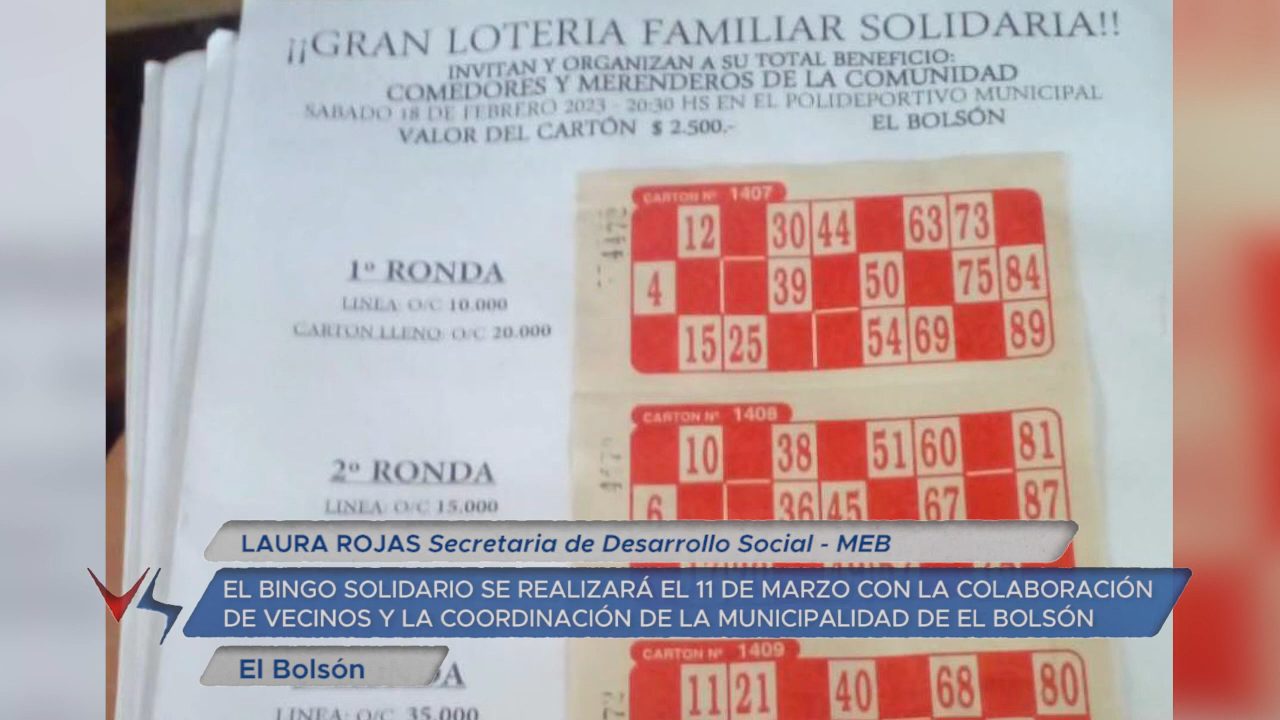 ¡¡GRAN LOTERIA FAMILIAR SOLIDARIA!!
INVITAN Y ORGANIZAN A SU TOTAL BENEFICIO:
COMEDORES Y MERENDEROS DE LA COMUNIDAD
SABADO 18 DE FEBRERO 2023 - 20:30 HS EN EL POLIDEPORTIVO MUNICIPAL
VALOR DEL CARTÓN $ 2.500.- EL BOLSÓN
CARTON Nº 1407
12 30 44 63 73
4 39 50 75 84
15 25 54 69 89
1º RONDA
LINEA: O/C 10.000
CARTON LLENO: O/C 20.000
CARTON Nº 1408
10 38 51 60 81
6 36 45 67 87
2º RONDA
LINEA: O/C 15.000
LAURA ROJAS Secretaria de Desarrollo Social - MEB
EL BINGO SOLIDARIO SE REALIZARÁ EL 11 DE MARZO CON LA COLABORACIÓN
DE VECINOS Y LA COORDINACIÓN DE LA MUNICIPALIDAD DE EL BOLSÓN
El Bolsón
CARTON Nº 1409
11 21 40 68 80
LINEA: O/C 35.000